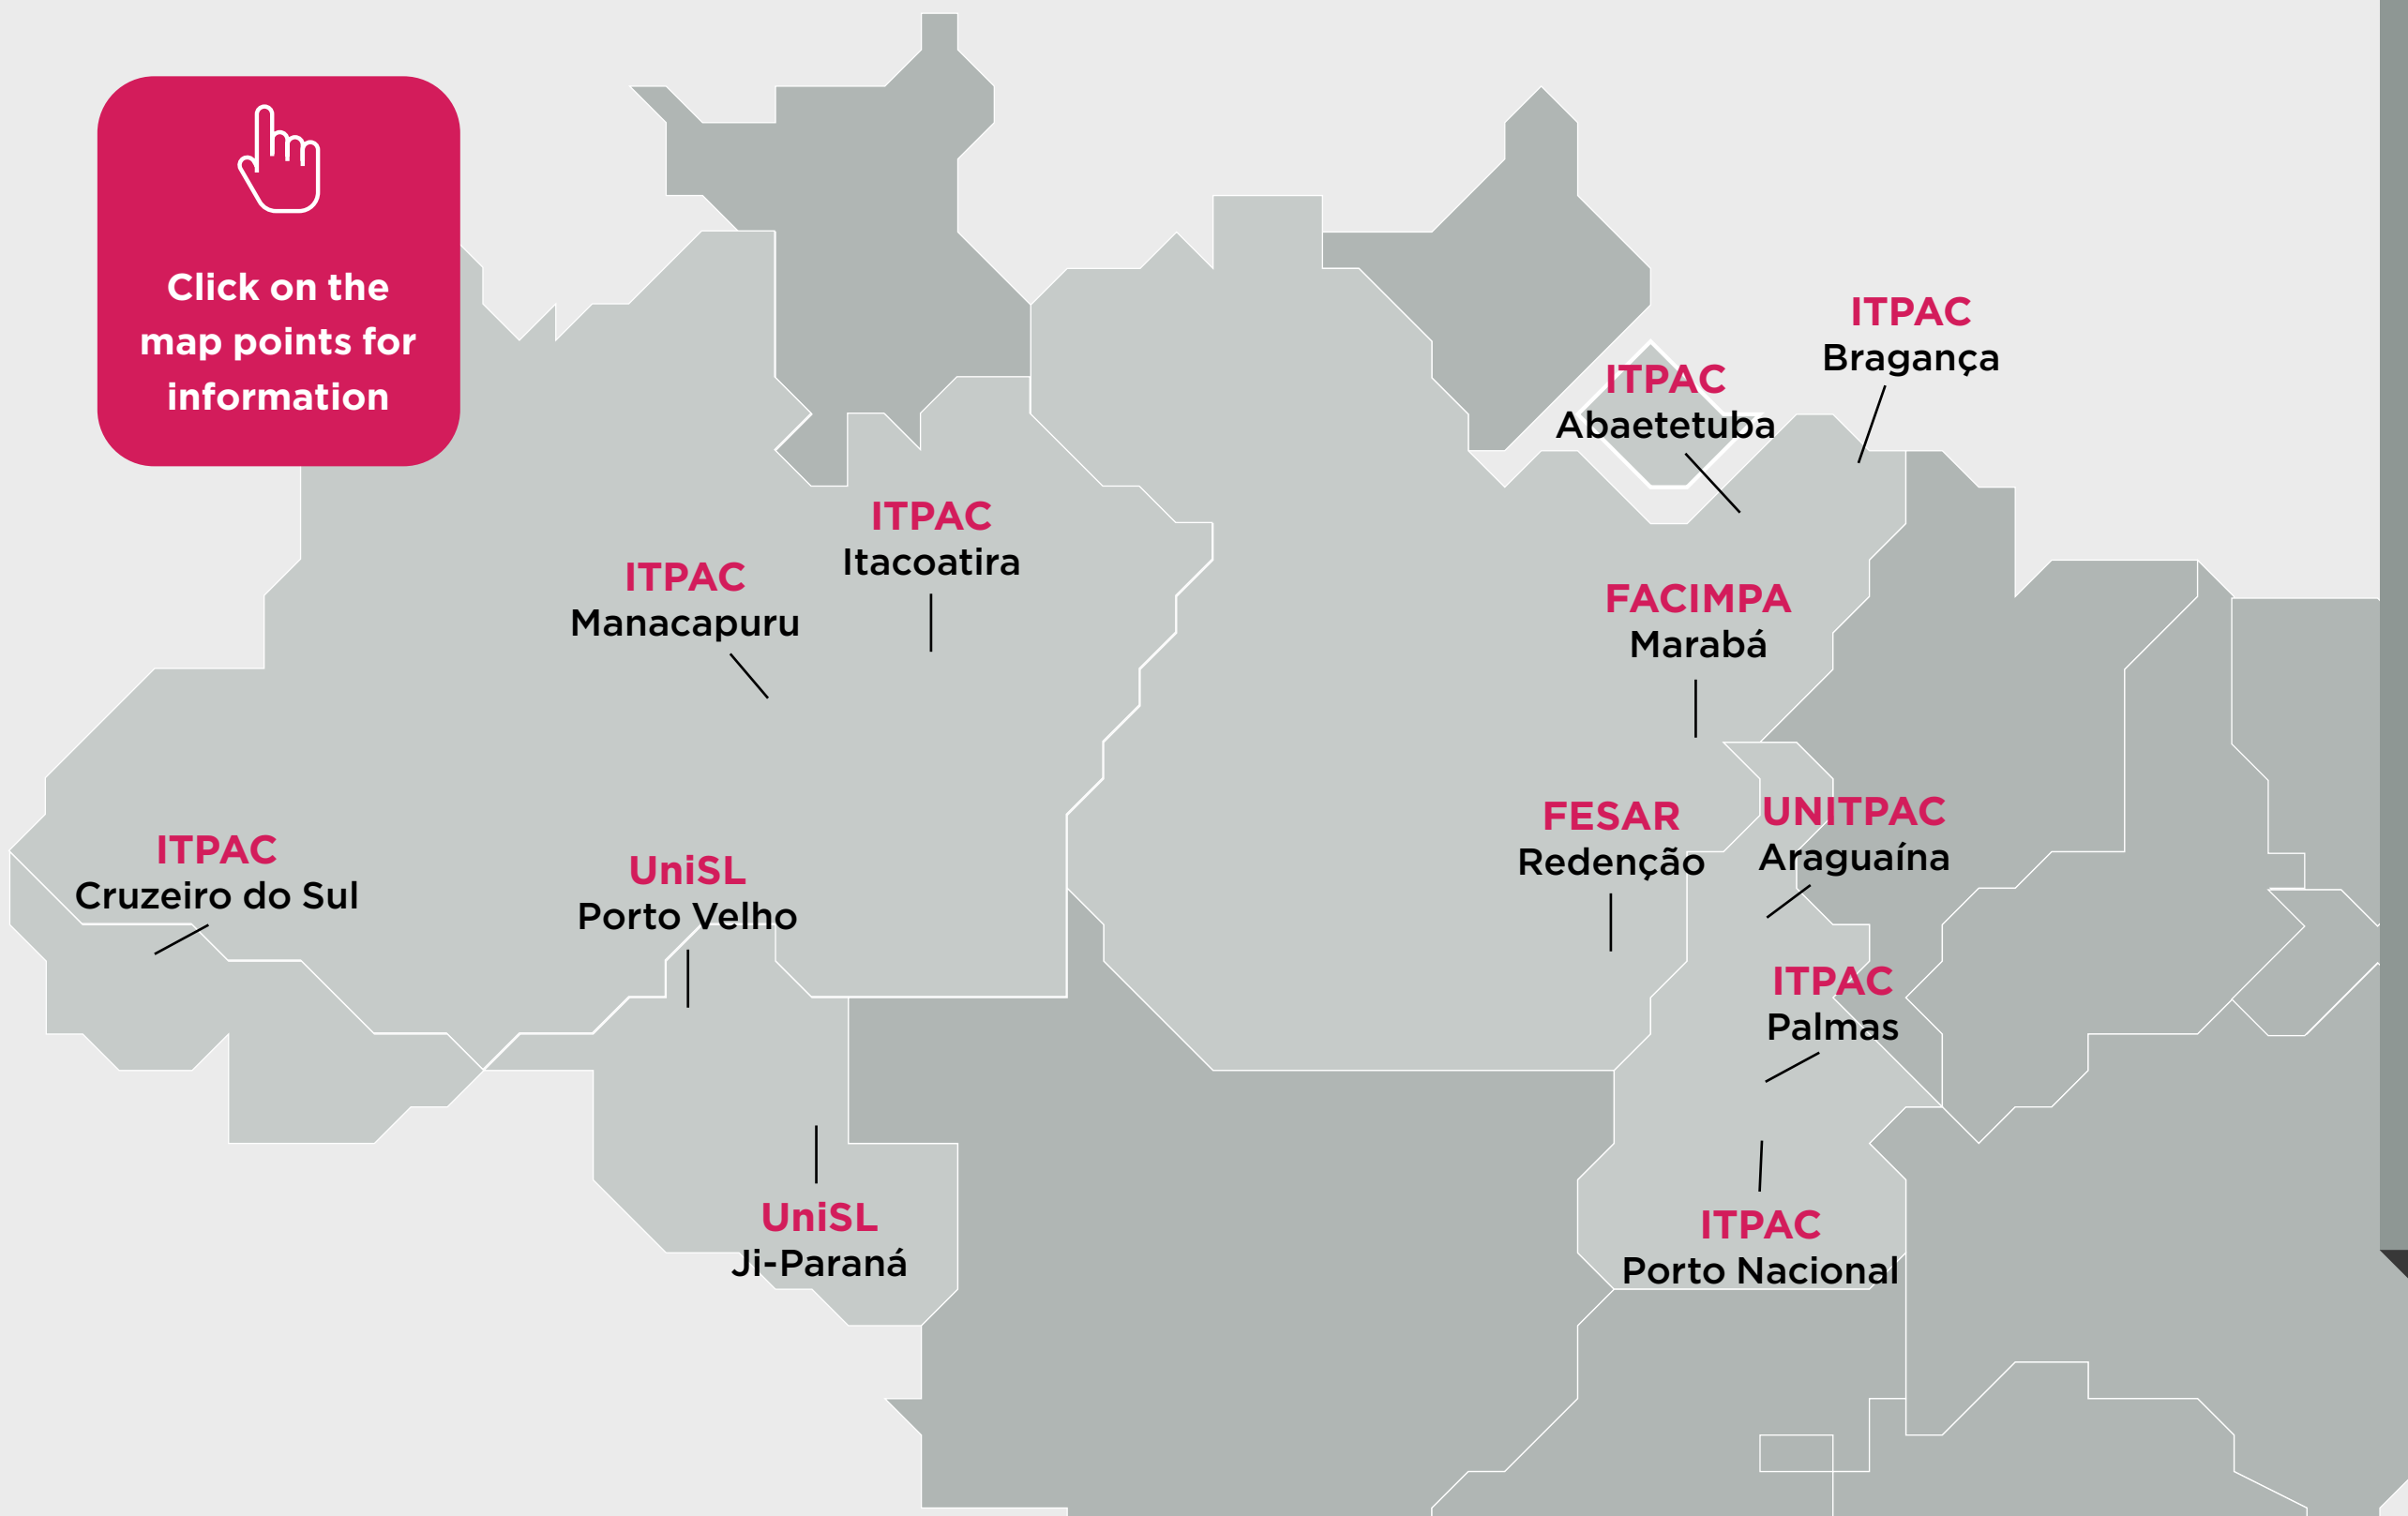 Click on the
map points for
information
ITPAC
Bragança
ITPAC
Abaetetuba
ITPAC
Itacoatira
ITPAC
Manacapuru
FACIMPA
Marabá
FESAR
Redenção
UNITPAC
Araguaína
ITPAC
Cruzeiro do Sul
UniSL
Porto Velho
ITPAC
Palmas
UniSL
Ji-Paraná
ITPAC
Porto Nacional